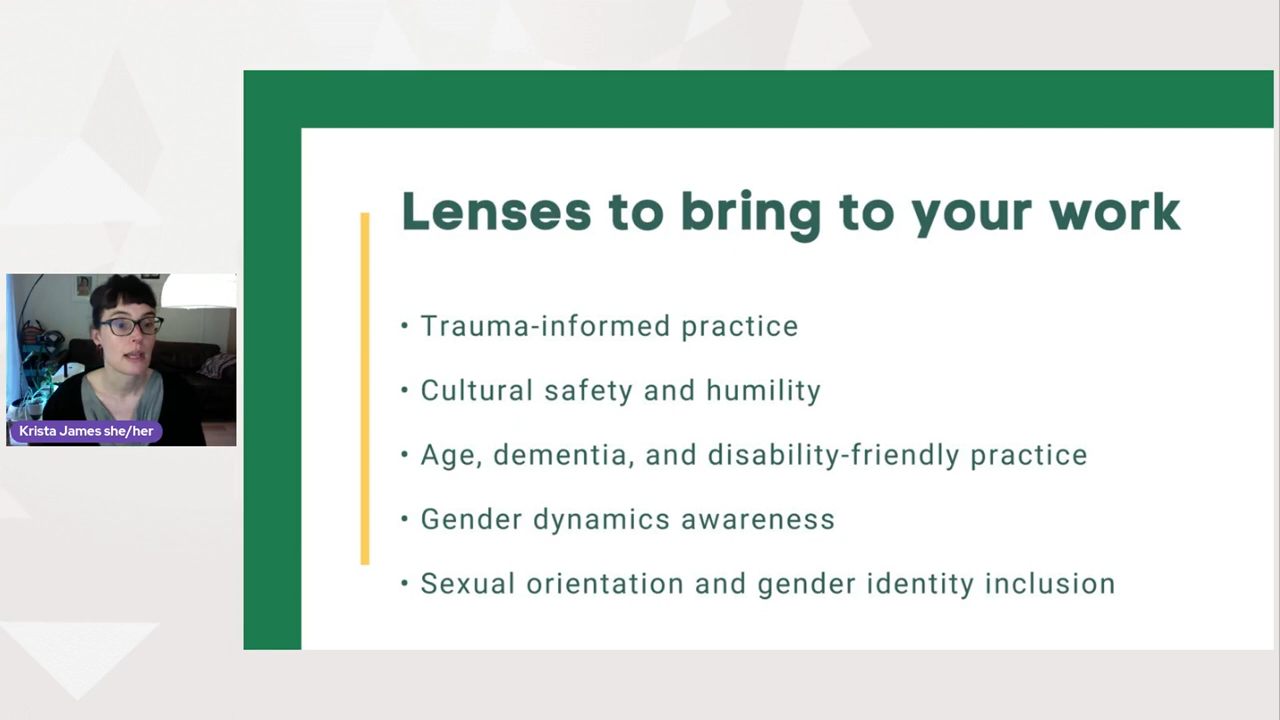 Lenses to bring to your work
• Trauma-informed practice
• Cultural safety and humility
• Age, dementia, and disability-friendly practice
• Gender dynamics awareness
• Sexual orientation and gender identity inclusion
Krista James she/her